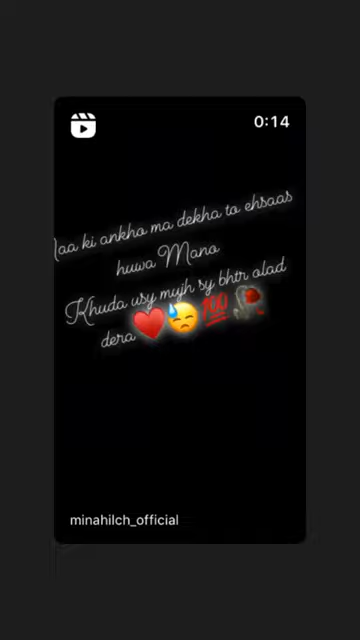 0:14
aa ki ankho ma dekha to ehsaas
huwa Mano
Khuda usy mujh sy bhtr olad
dera❤️😓💯🥀
minahilch_official